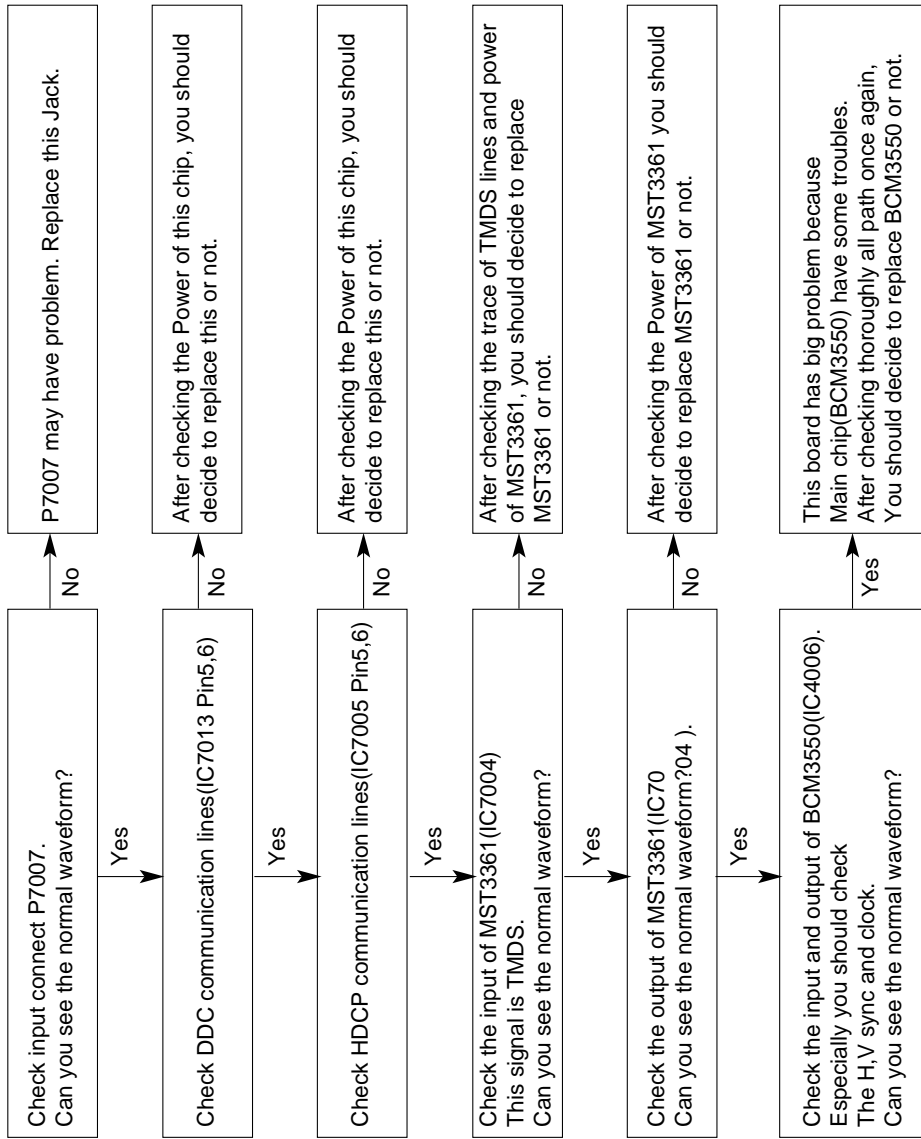 Check input connect P7007.
Can you see the normal waveform?
No
P7007 may have problem. Replace this Jack.
Yes
Check DDC communication lines(IC7013 Pin5,6)
No
After checking the Power of this chip, you should
decide to replace this or not.
Yes
Check HDCP communication lines(IC7005 Pin5,6)
No
After checking the Power of this chip, you should
decide to replace this or not.
Yes
Check the input of MST3361(IC7004)
This signal is TMDS.
Can you see the normal waveform?
No
After checking the trace of TMDS lines and power
of MST3361, you should decide to replace
MST3361 or not.
Yes
Check the output of MST3361(IC70
Can you see the normal waveform?04 ).
No
After checking the Power of MST3361 you should
decide to replace MST3361 or not.
Yes
Check the input and output of BCM3550(IC4006).
Especially you should check
The H,V sync and clock.
Can you see the normal waveform?
Yes
This board has big problem because
Main chip(BCM3550) have some troubles.
After checking thoroughly all path once again,
You should decide to replace BCM3550 or not.